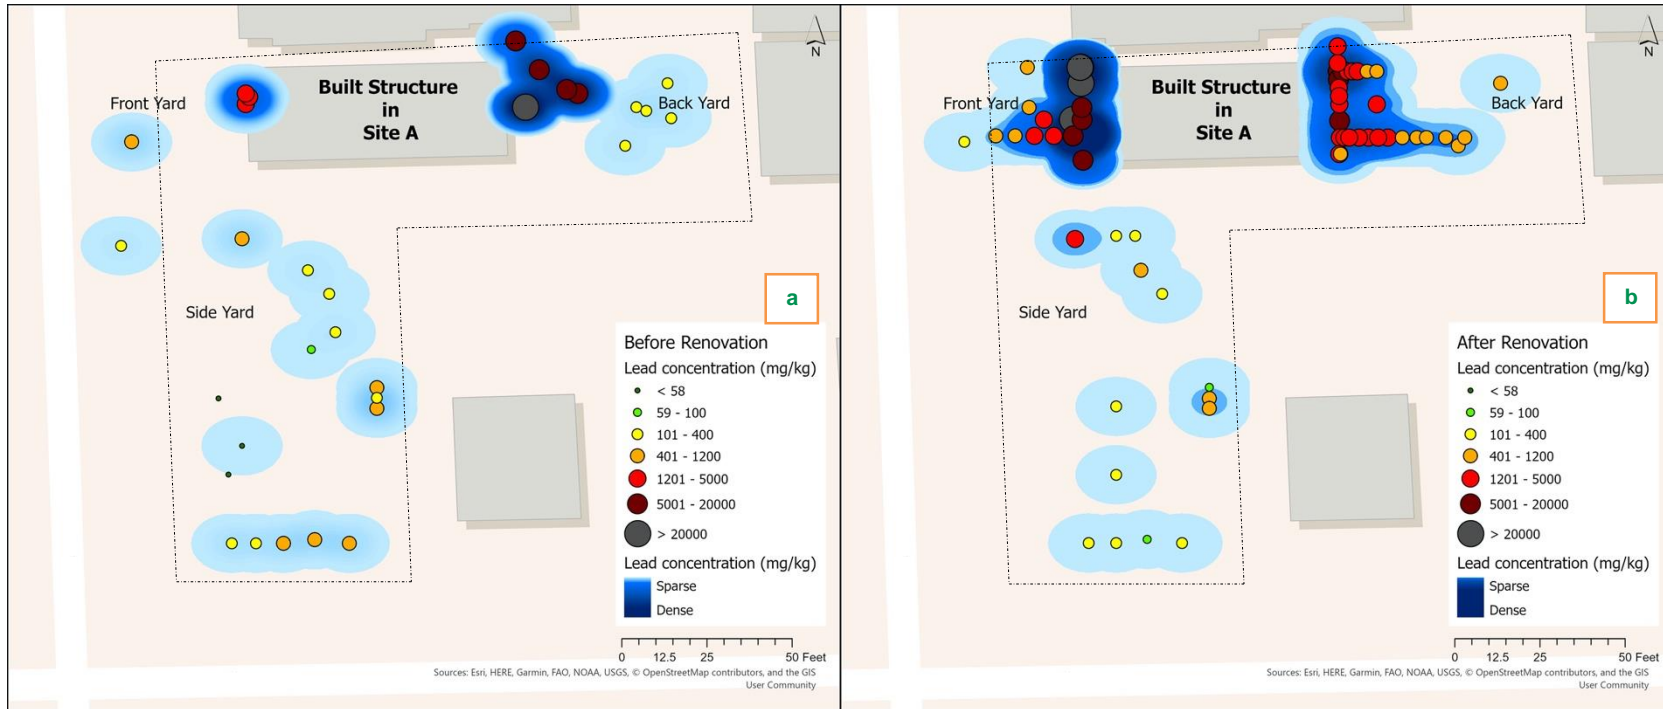 N
Built Structure
in
Site A
Front Yard
Back Yard
Side Yard
a
Before Renovation
Lead concentration (mg/kg)
< 58
59 - 100
101 - 400
401 - 1200
1201 - 5000
5001 - 20000
> 20000
Lead concentration (mg/kg)
Sparse
Dense
0 12.5 25 50 Feet
Sources: Esri, HERE, Garmin, FAO, NOAA, USGS, © OpenStreetMap contributors, and the GIS
User Community
N
Built Structure
in
Site A
Front Yard
Back Yard
Side Yard
b
After Renovation
Lead concentration (mg/kg)
< 58
59 - 100
101 - 400
401 - 1200
1201 - 5000
5001 - 20000
> 20000
Lead concentration (mg/kg)
Sparse
Dense
0 12.5 25 50 Feet
Sources: Esri, HERE, Garmin, FAO, NOAA, USGS, © OpenStreetMap contributors, and the GIS
User Community